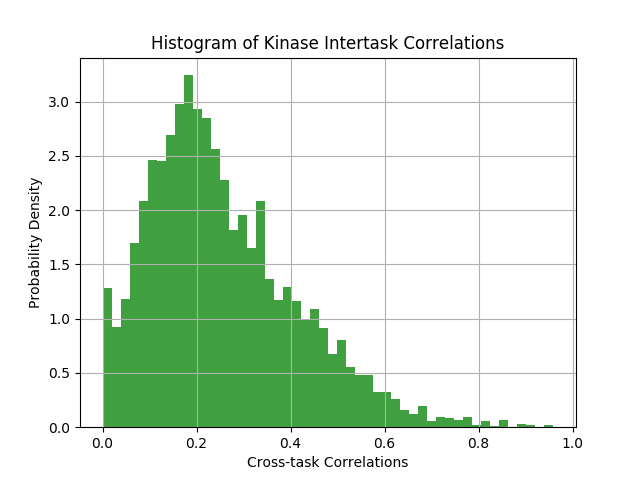 Histogram of Kinase Intertask Correlations
Probability Density
3.0
2.5
2.0
1.5
1.0
0.5
0.0
0.0 0.2 0.4 0.6 0.8 1.0
Cross-task Correlations